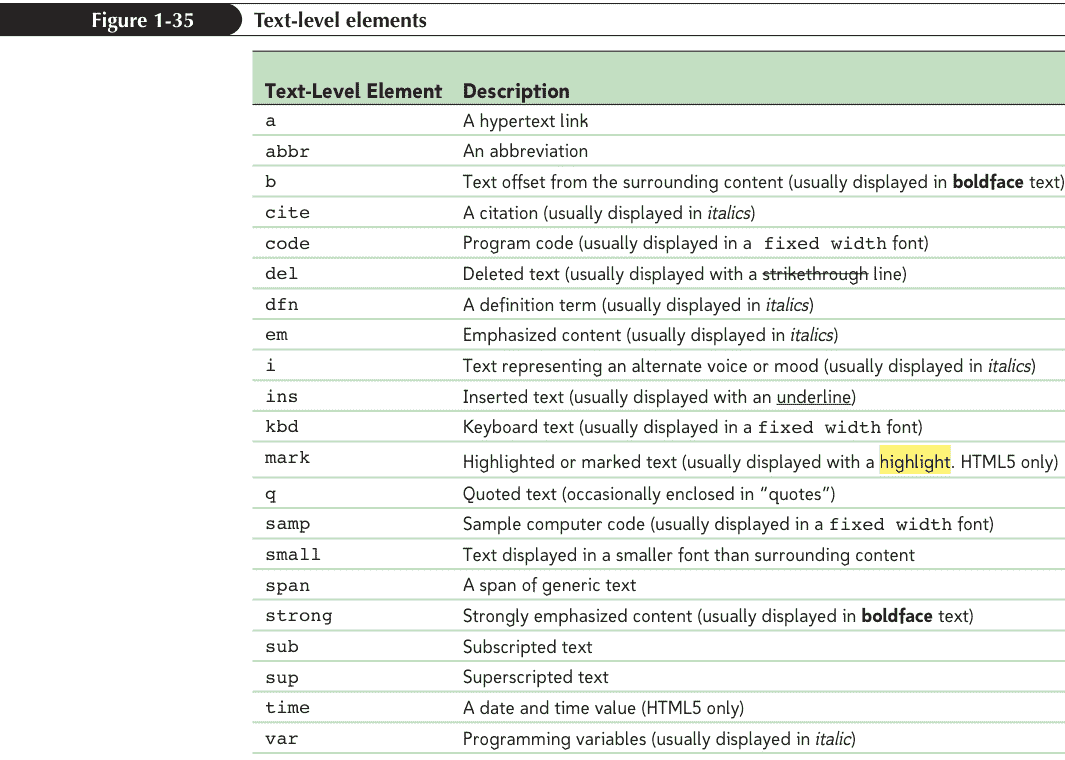 Figure 1-35 Text-level elements
Text-Level Element Description
a A hypertext link
abbr An abbreviation
b Text offset from the surrounding content (usually displayed in boldface text)
cite A citation (usually displayed in italics)
code Program code (usually displayed in a fixed width font)
del Deleted text (usually displayed with a strikethrough line)
dfn A definition term (usually displayed in italics)
em Emphasized content (usually displayed in italics)
i Text representing an alternate voice or mood (usually displayed in italics)
ins Inserted text (usually displayed with an underline)
kbd Keyboard text (usually displayed in a fixed width font)
mark Highlighted or marked text (usually displayed with a highlight. HTML5 only)
q Quoted text (occasionally enclosed in “quotes”)
samp Sample computer code (usually displayed in a fixed width font)
small Text displayed in a smaller font than surrounding content
span A span of generic text
strong Strongly emphasized content (usually displayed in boldface text)
sub Subscripted text
sup Superscripted text
time A date and time value (HTML5 only)
var Programming variables (usually displayed in italic)